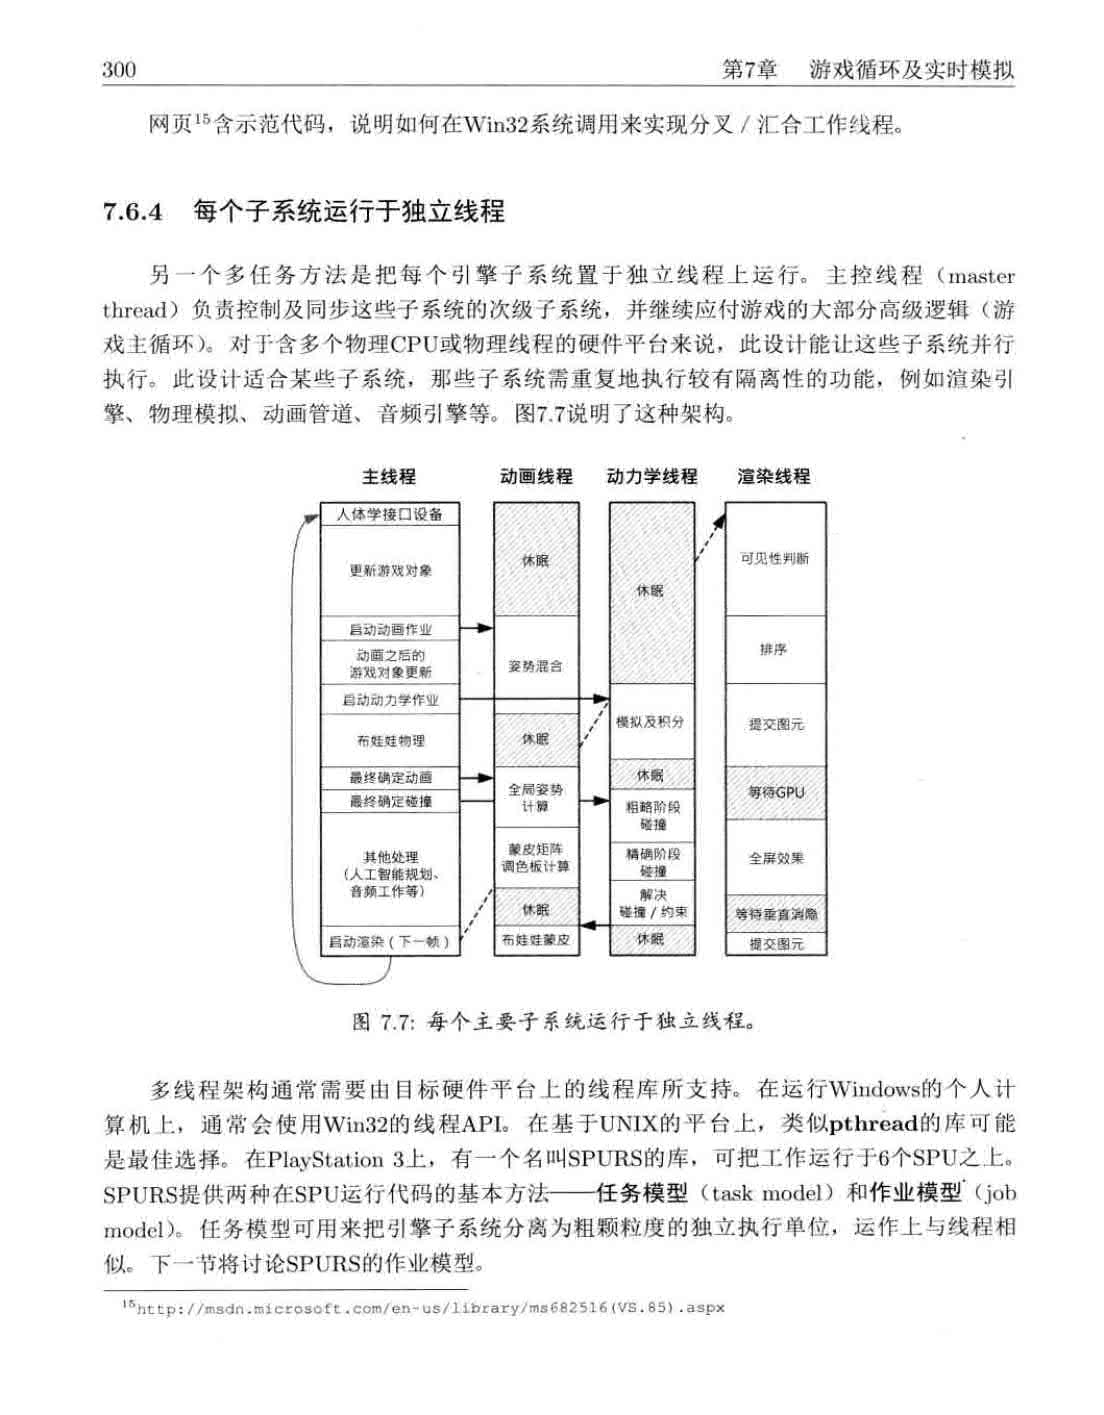 300
第7章 游戏循环及实时模拟
网页15含示范代码，说明如何在Win32系统调用来实现分叉 / 汇合工作线程。
7.6.4 每个子系统运行于独立线程
另一个多任务方法是把每个引擎子系统置于独立线程上运行。主控线程（master
thread）负责控制及同步这些子系统的次级子系统，并继续应付游戏的大部分高级逻辑（游
戏主循环）。对于含多个物理CPU或物理线程的硬件平台来说，此设计能让这些子系统并行
执行。此设计适合某些子系统，那些子系统需重复地执行较有隔离性的功能，例如渲染引
擎、物理模拟、动画管道、音频引擎等。图7.7说明了这种架构。
主线程
人体学接口设备
更新游戏对象
启动动画作业
动画之后的
游戏对象更新
启动动力学作业
布娃娃物理
最终确定动画
最终确定碰撞
其他处理
（人工智能规划、
音频工作等）
启动渲染（下一帧）
动画线程
休眠
姿势混合
休眠
全局姿势
计算
蒙皮矩阵
调色板计算
休眠
布娃娃蒙皮
动力学线程
休眠
模拟及积分
休眠
粗略阶段
碰撞
精确阶段
碰撞
解决
碰撞 / 约束
休眠
渲染线程
可见性判断
排序
提交图元
等待GPU
全屏效果
等待垂直消隐
提交图元
图 7.7: 每个主要子系统运行于独立线程。
多线程架构通常需要由目标硬件平台上的线程库所支持。在运行Windows的个人计
算机上，通常会使用Win32的线程API。在基于UNIX的平台上，类似pthread的库可能
是最佳选择。在PlayStation 3上，有一个名叫SPURS的库，可把工作运行于6个SPU之上。
SPURS提供两种在SPU运行代码的基本方法——任务模型（task model）和作业模型（job
model）。任务模型可用来把引擎子系统分离为粗颗粒度的独立执行单位，运作上与线程相
似。下一节将讨论SPURS的作业模型。
15http://msdn.microsoft.com/en-us/library/ms682516(VS.85).aspx